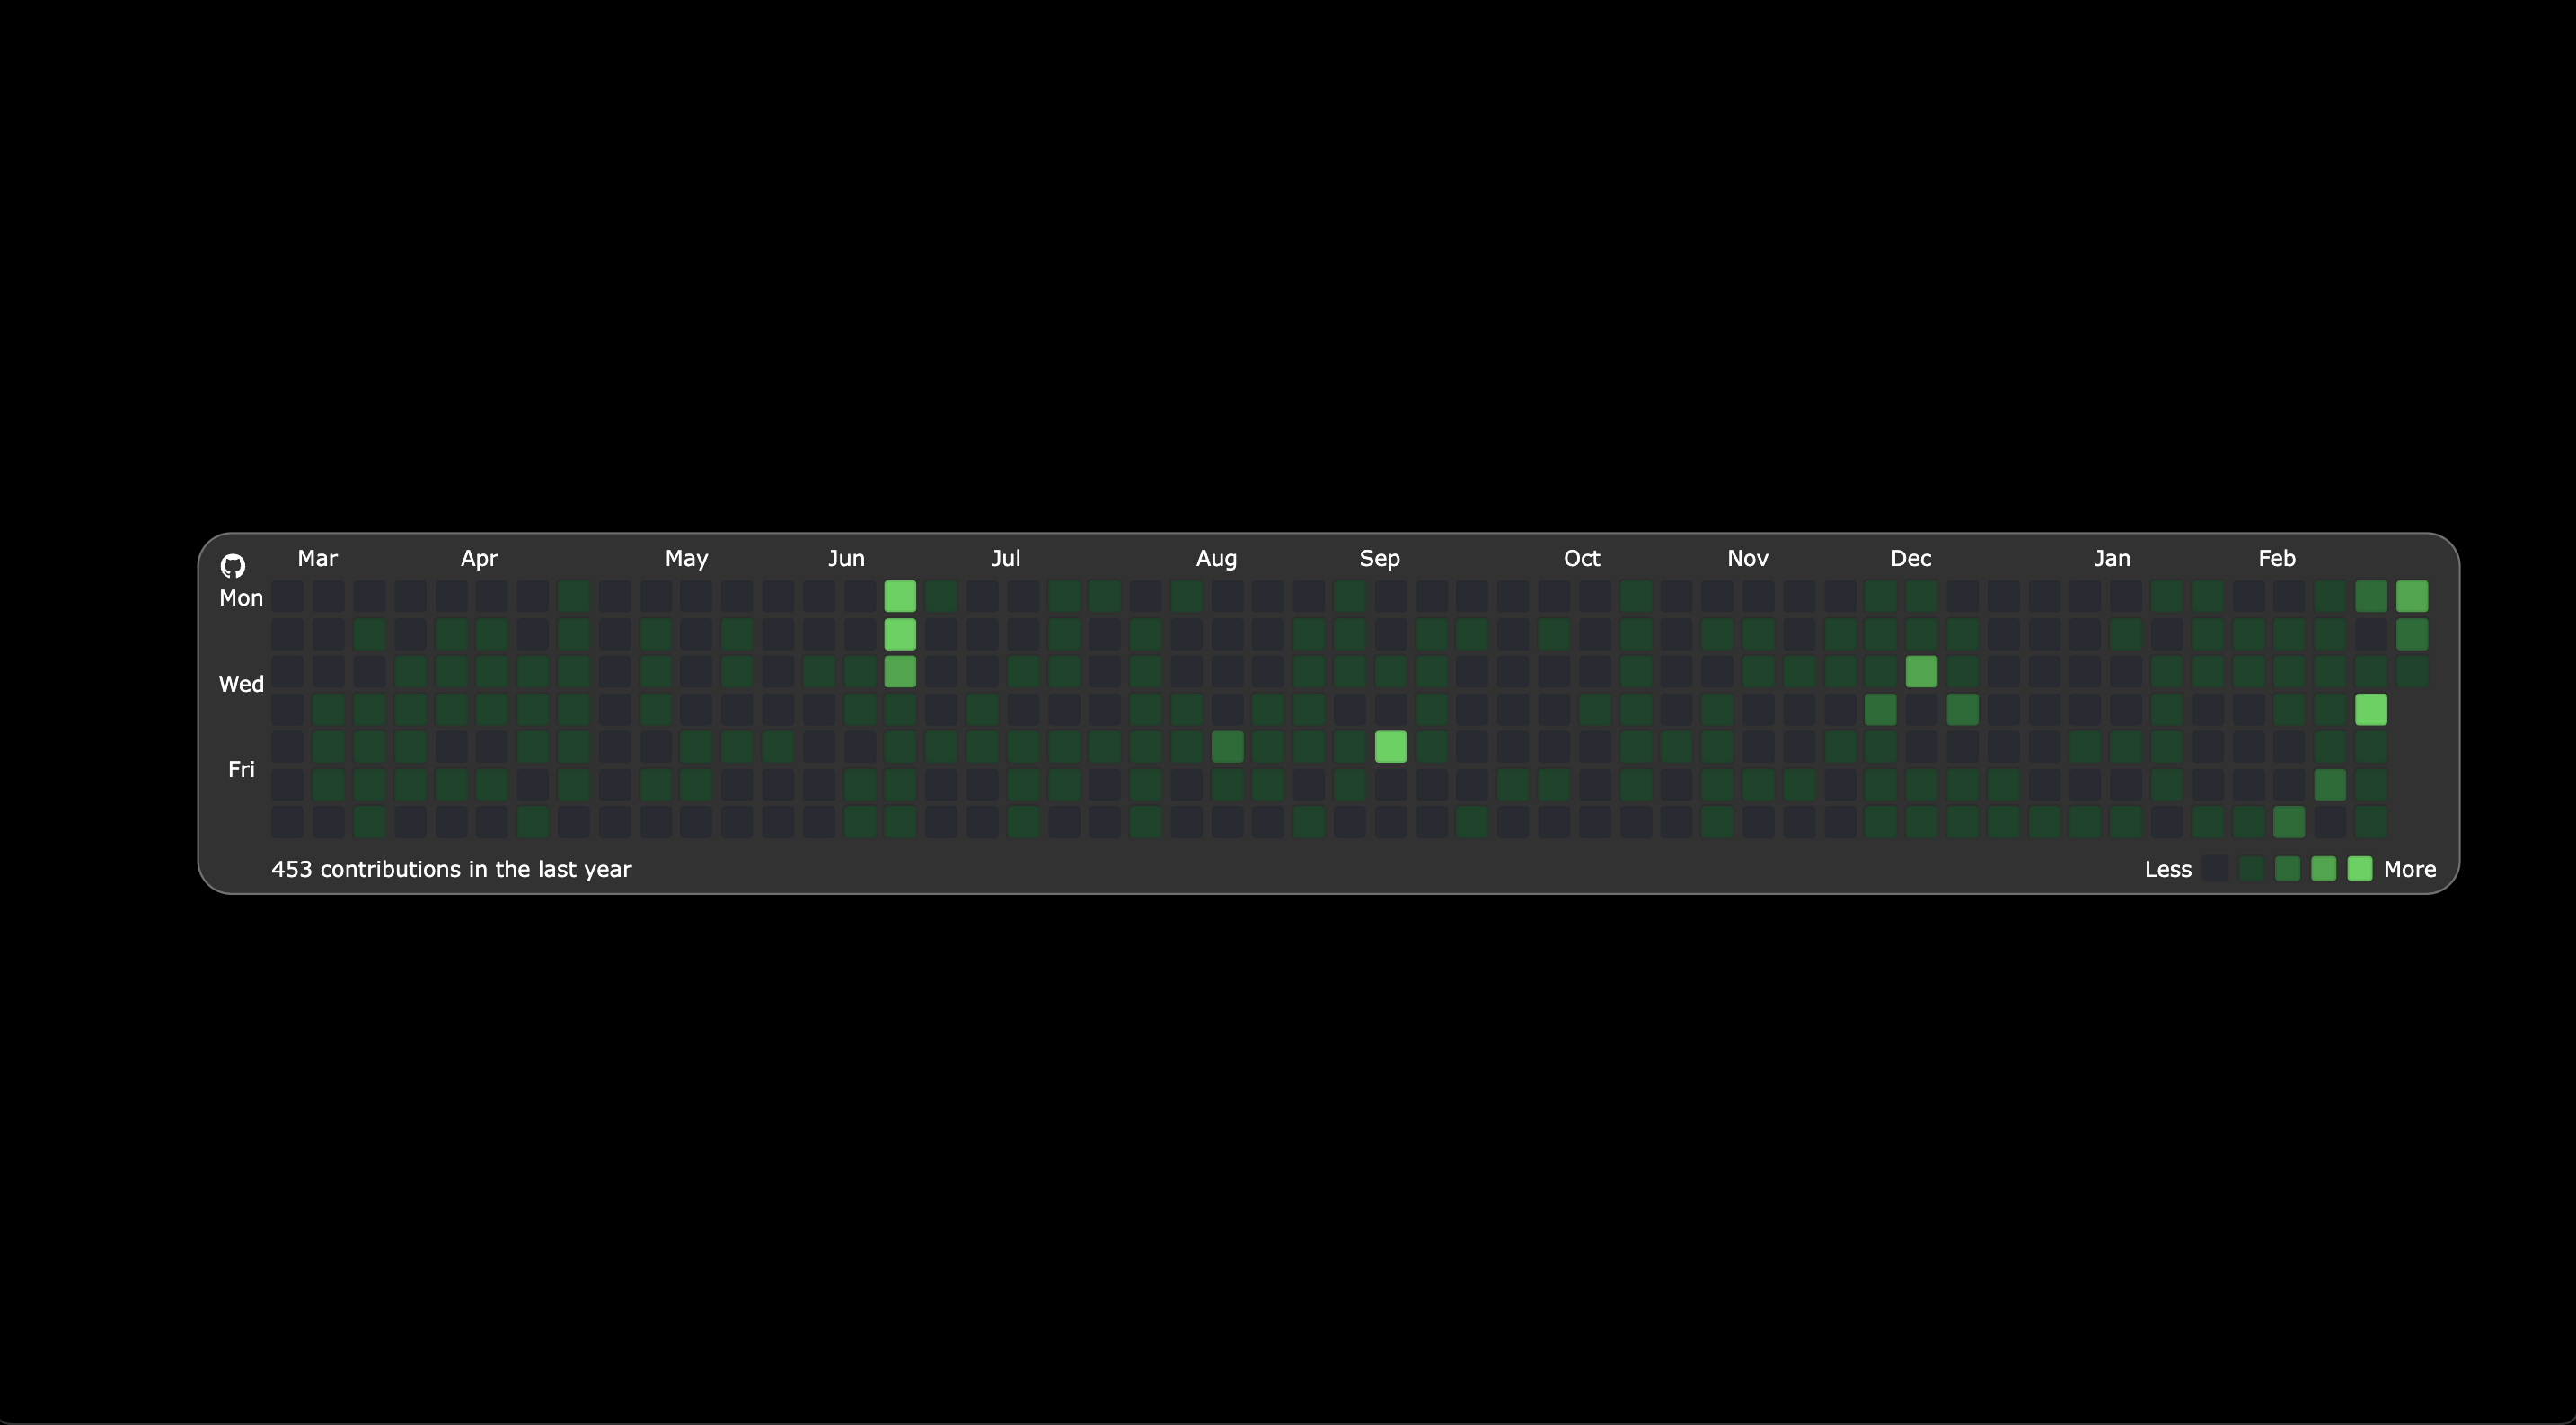 Mar Apr May Jun Jul Aug Sep Oct Nov Dec Jan Feb
Mon
Wed
Fri
453 contributions in the last year
Less More